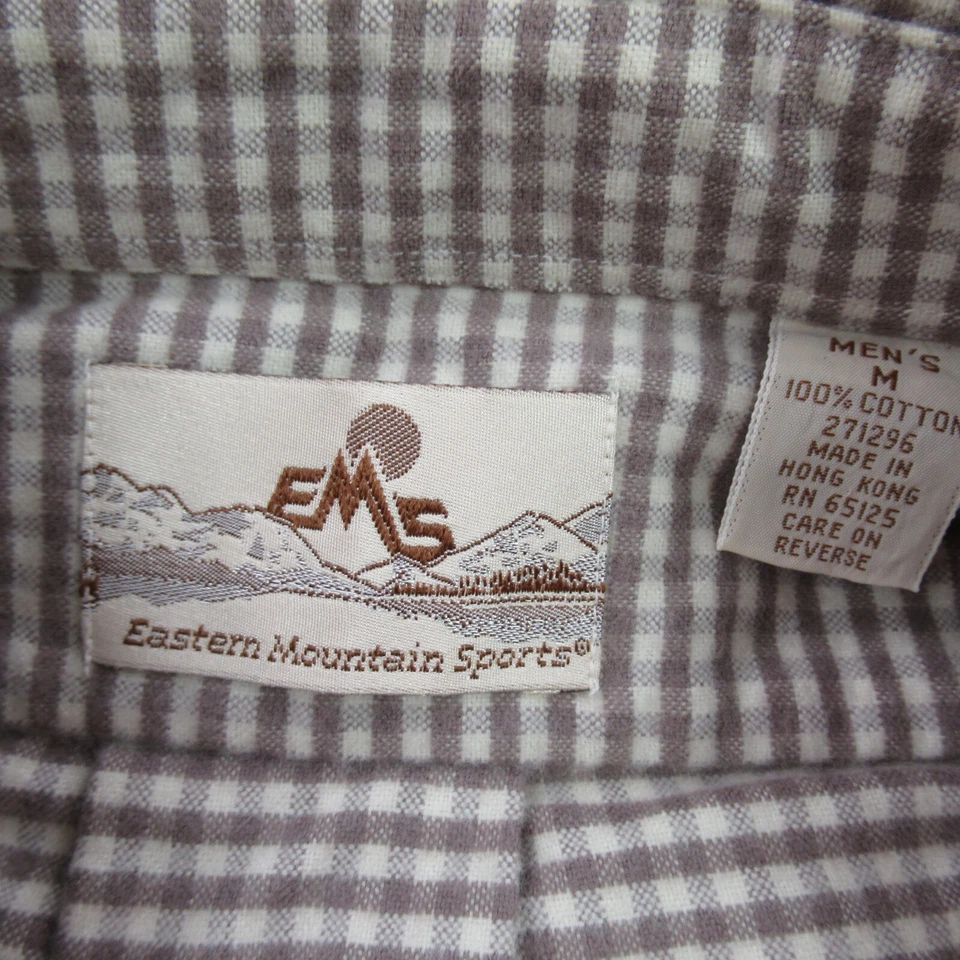 EMS
Eastern Mountain Sports®
MEN'S
M
100% COTTON
271296
MADE IN
HONG KONG
RN 65125
CARE ON
REVERSE